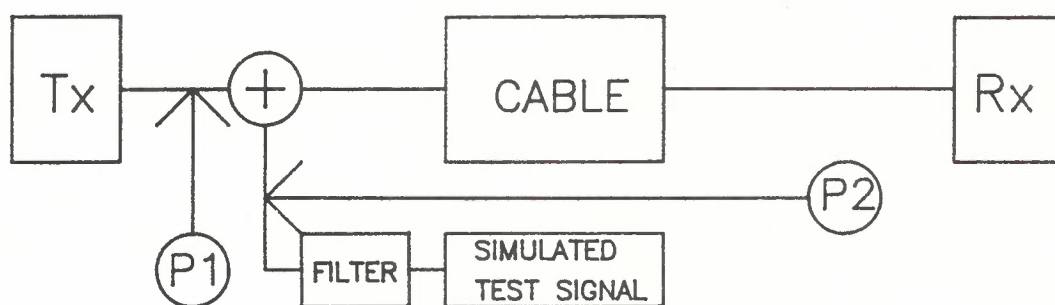 Tx
+
CABLE
Rx
P2
P1
FILTER
SIMULATED
TEST SIGNAL